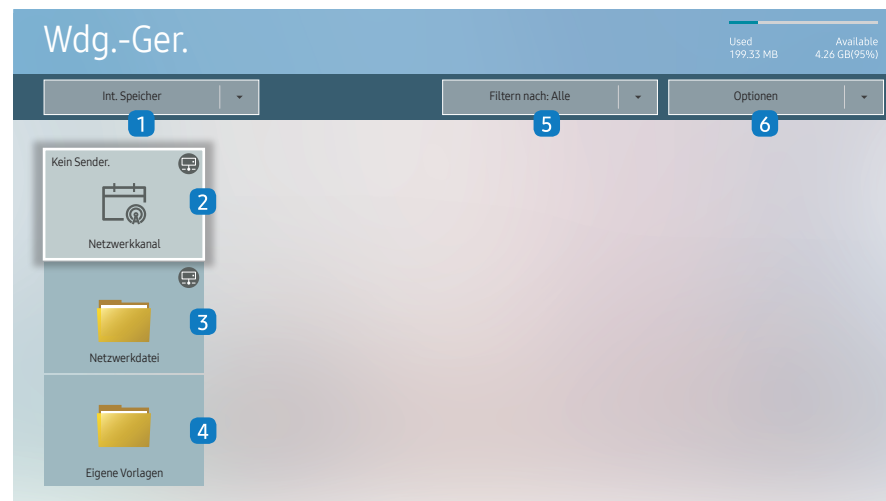 Wdg.-Ger.
Used Available
199.33 MB 4.26 GB(95%)
Int. Speicher
Filtern nach: Alle
Optionen
1
5
6
Kein Sender.
2
Netzwerkkanal
3
Netzwerkdatei
4
Eigene Vorlagen